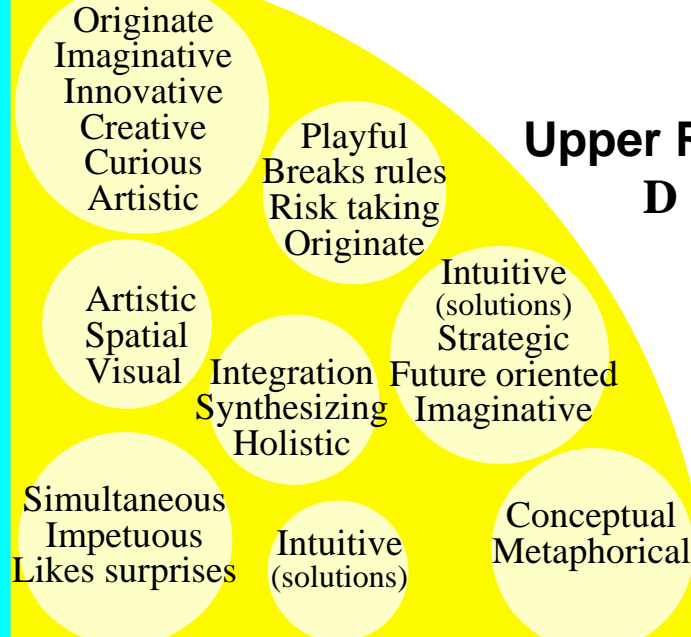 Originate
Imaginative
Innovative
Creative
Curious
Artistic
Playful
Breaks rules
Risk taking
Originate
Upper
D
Artistic
Spatial
Visual
Integration
Synthesizing
Holistic
Intuitive
(solutions)
Strategic
Future oriented
Imaginative
Simultaneous
Impetuous
Likes surprises
Intuitive
(solutions)
Conceptual
Metaphorical